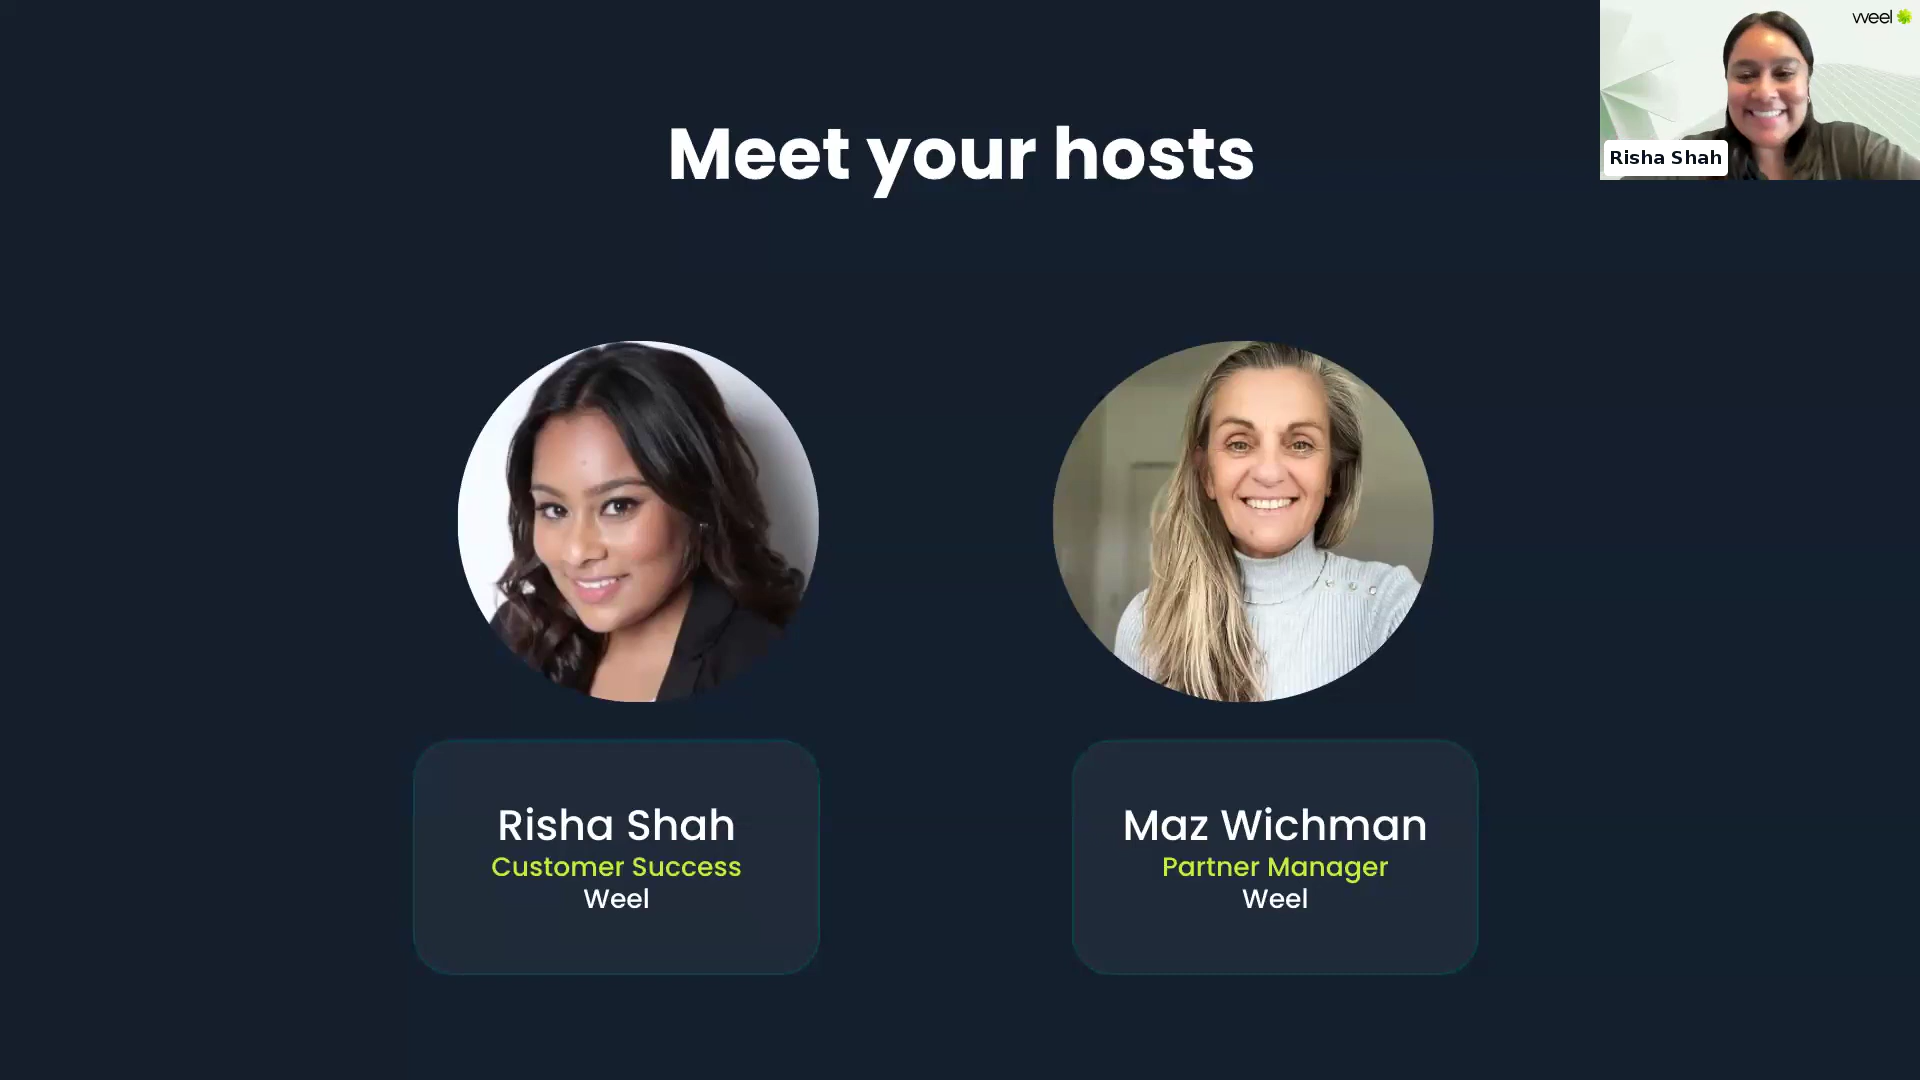 weel
Risha Shah
Meet your hosts
Risha Shah
Customer Success
Weel
Maz Wichman
Partner Manager
Weel